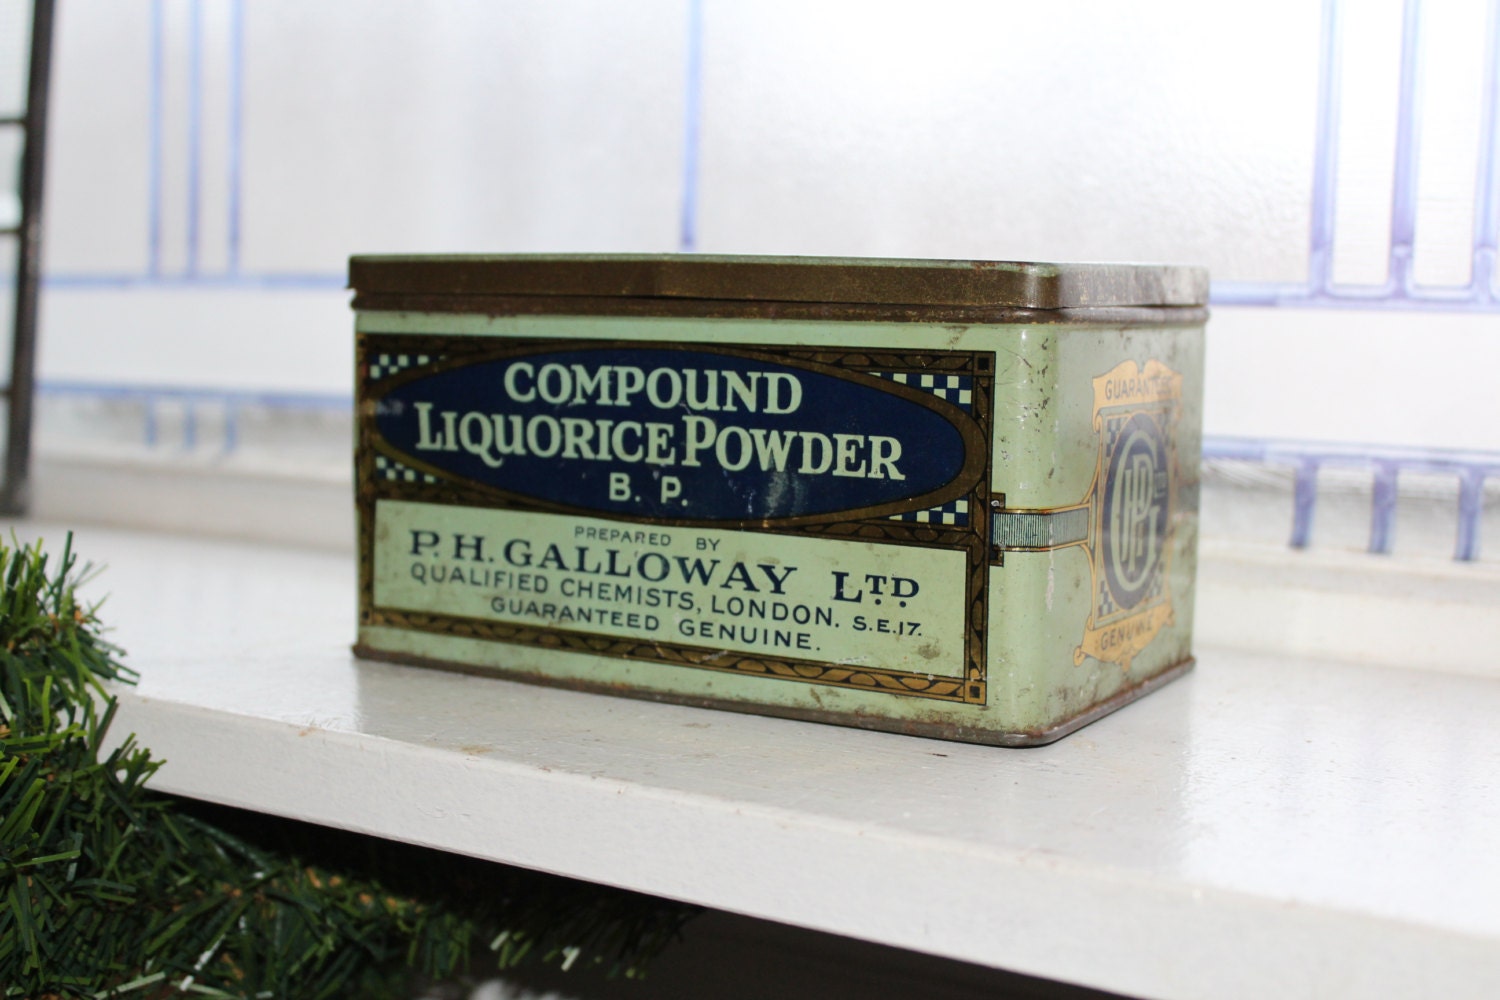 COMPOUND
LIQUORICE POWDER
B. P.
PREPARED BY
P. H. GALLOWAY LTD
QUALIFIED CHEMISTS, LONDON. S.E.17.
GUARANTEED GENUINE.
GUARANTEED
GENUINE